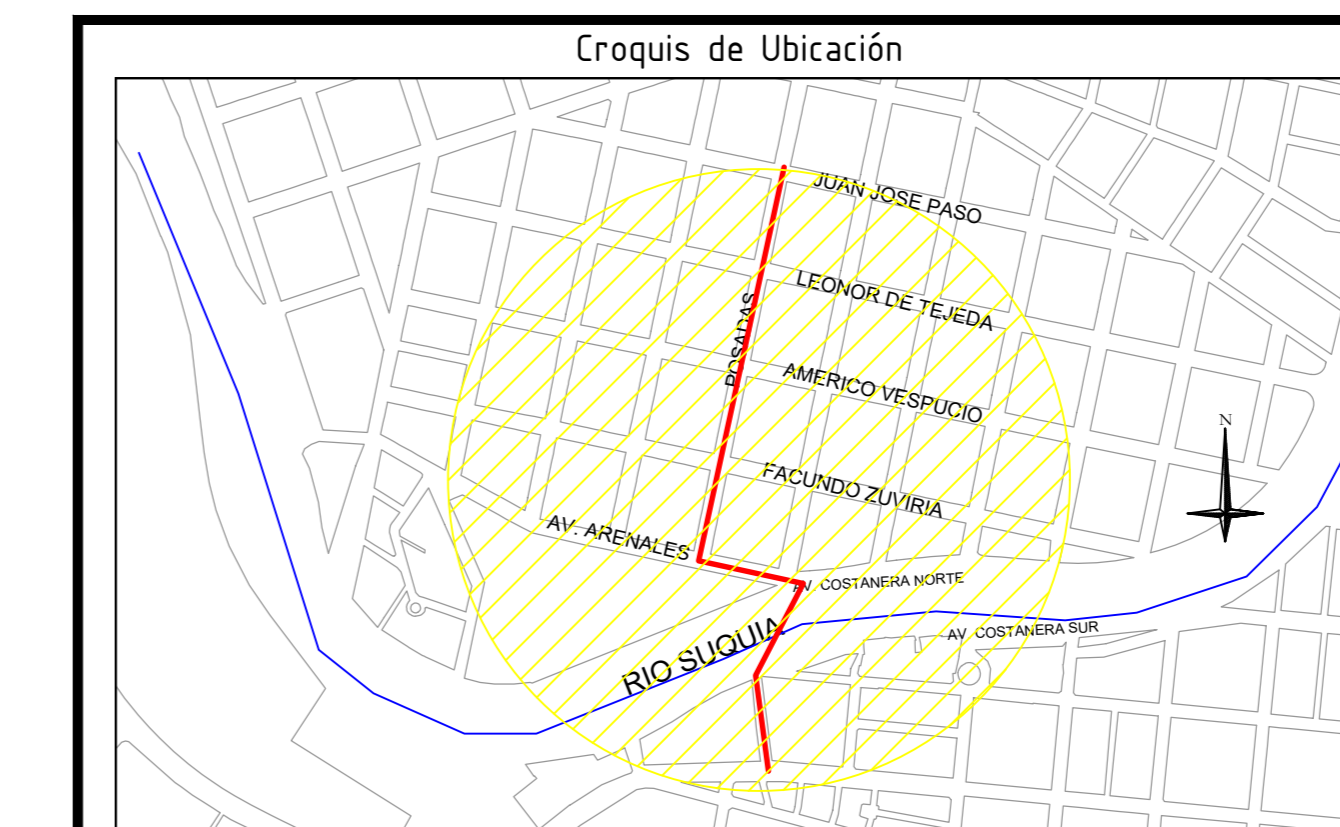 Croquis de Ubicación
JUAN JOSE PASO
LEONOR DE TEJEDA
POSADAS
AMERICO VESPUCIO
N
FACUNDO ZUVIRIA
AV. ARENALES
AV. COSTANERA NORTE
RIO SUQUIA
AV COSTANERA SUR